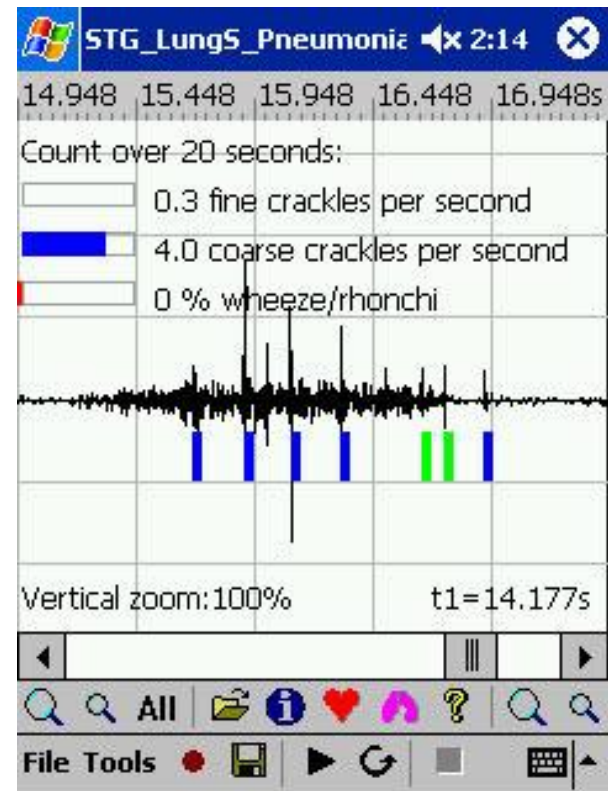 STG_LungS_Pneumonia 2:14
14.948 15.448 15.948 16.448 16.948s
Count over 20 seconds:
0.3 fine crackles per second
4.0 coarse crackles per second
0 % wheeze/rhonchi
Vertical zoom:100% t1=14.177s
All
File Tools